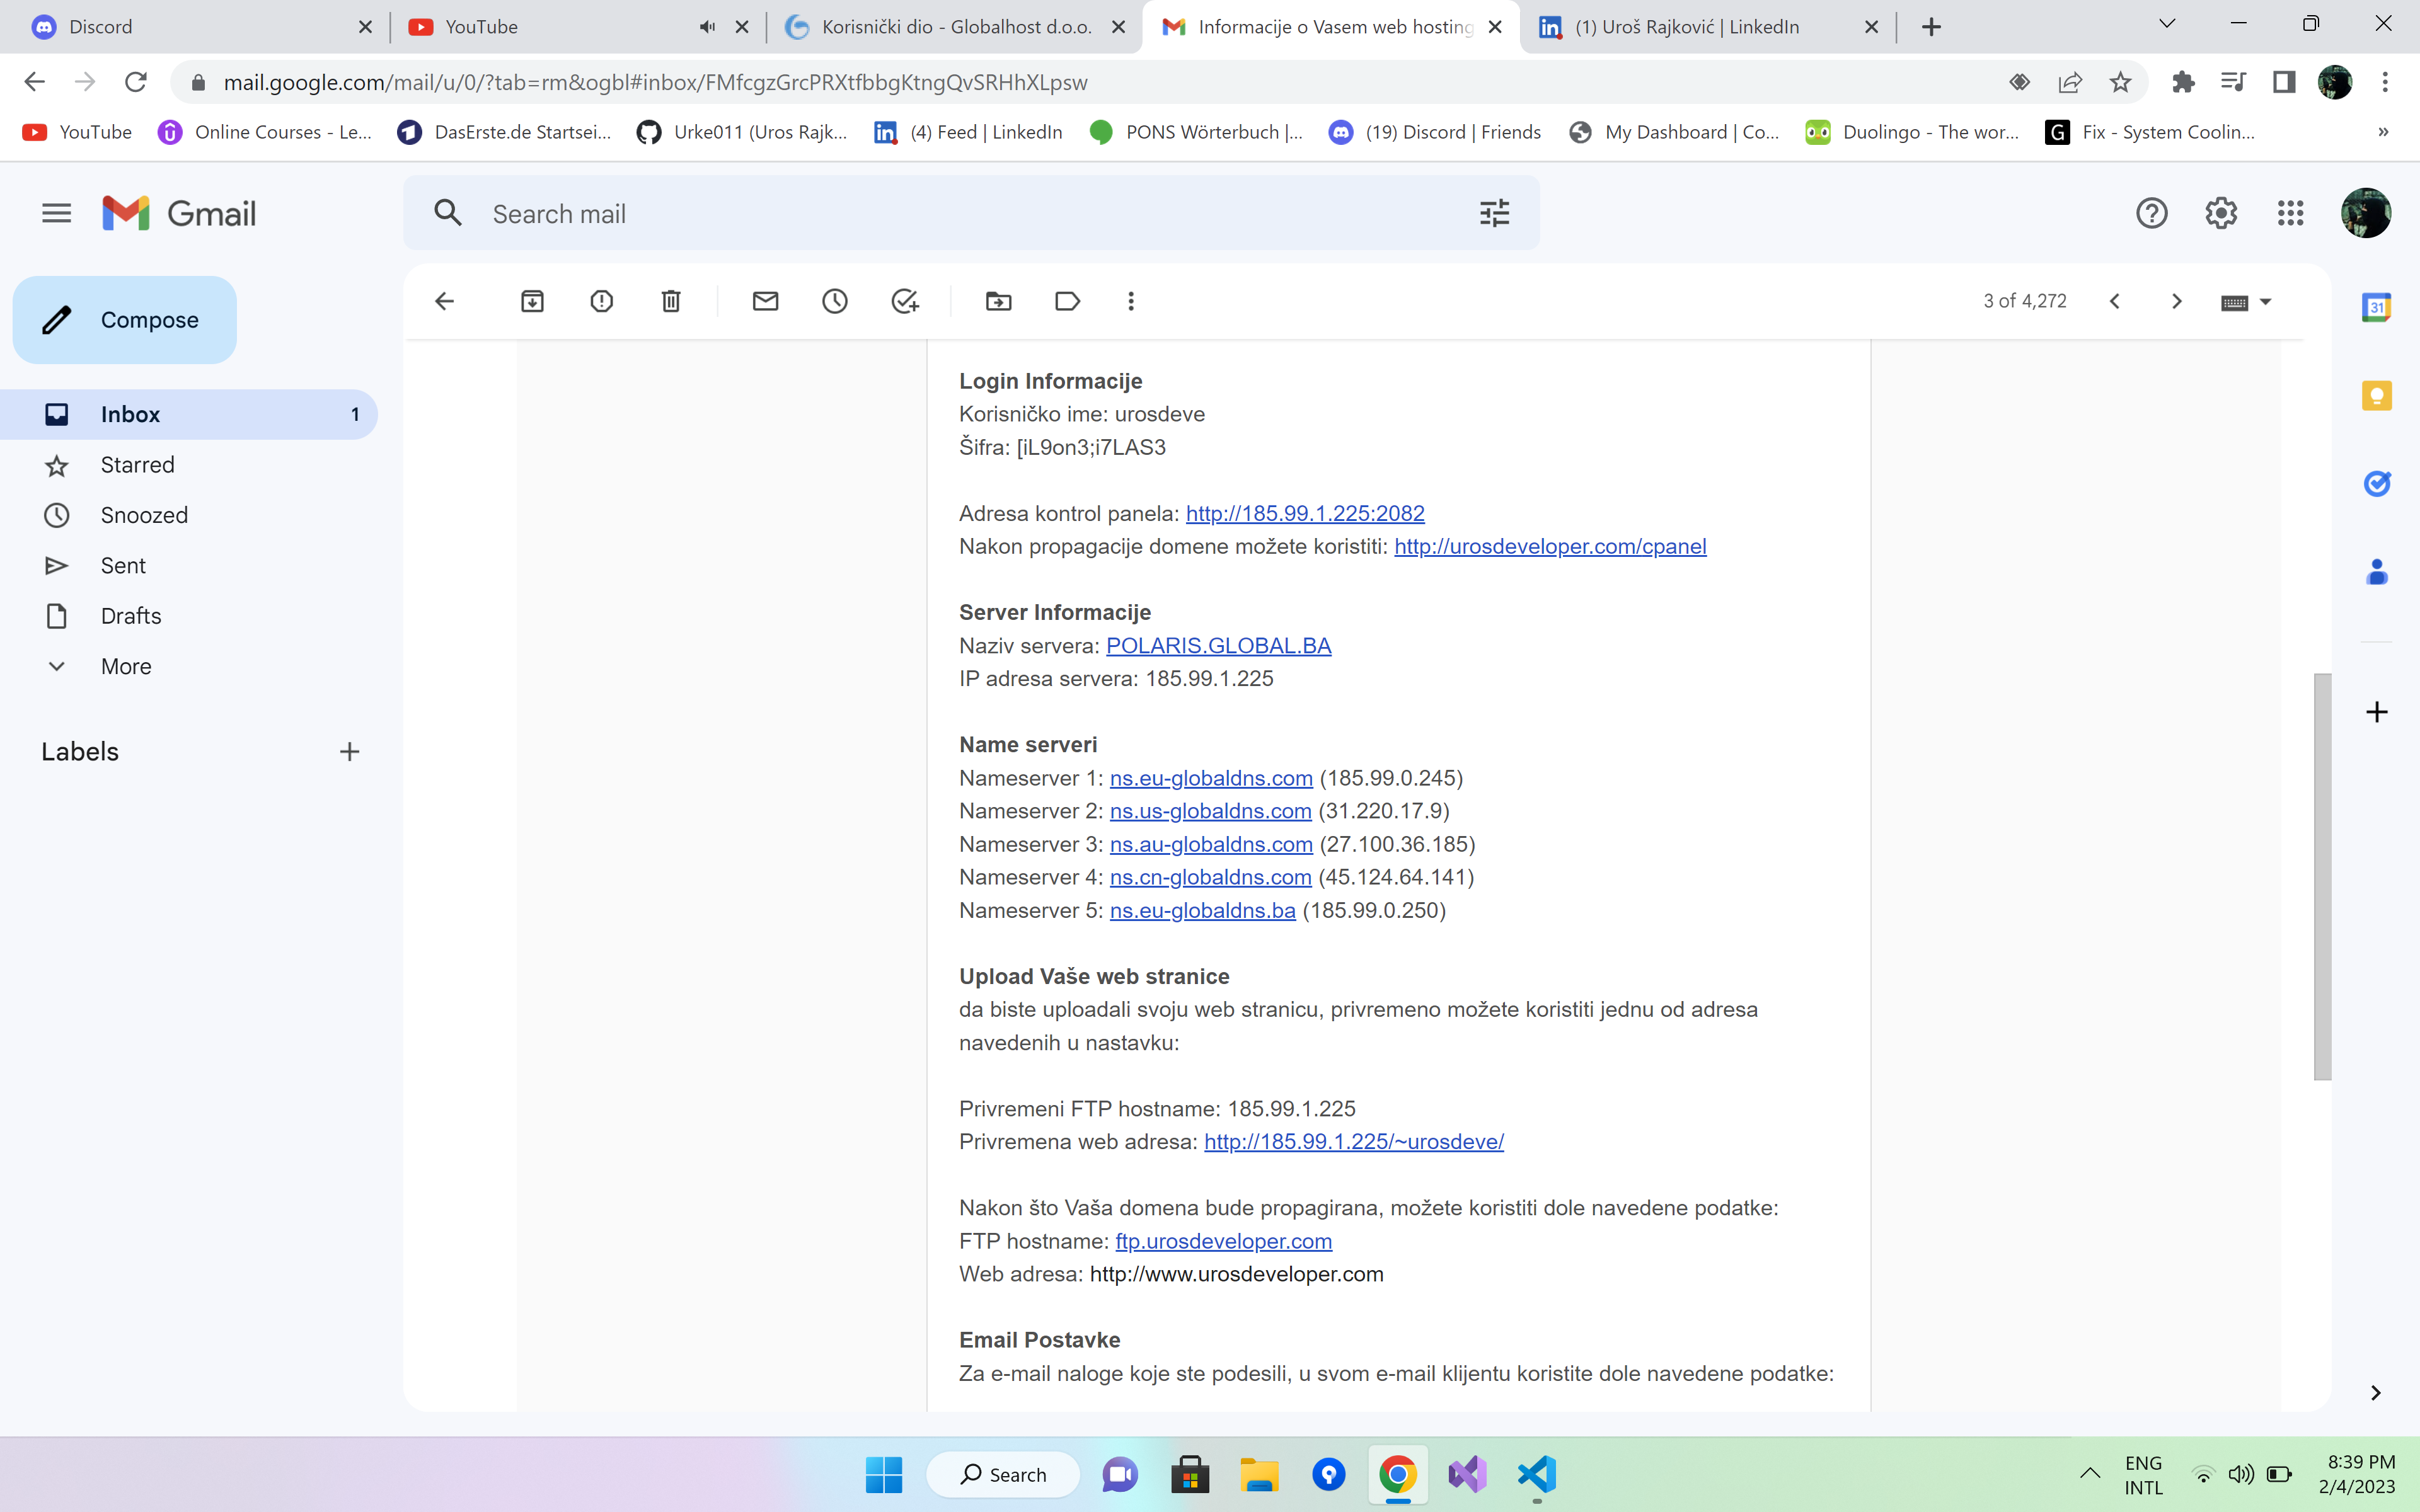 Discord
YouTube
Korisnički dio - Globalhost d.o.o.
Informacije o Vasem web hosting
(1) Uroš Rajković | LinkedIn
mail.google.com/mail/u/0/?tab=rm&ogbl#inbox/FMfcgzGrcPRXtfbbgKtngQvSRHhXLpsw
YouTube
Online Courses - Le...
DasErste.de Startsei...
Urke011 (Uros Rajk...
(4) Feed | LinkedIn
PONS Wörterbuch |...
(19) Discord | Friends
My Dashboard | Co...
Duolingo - The wor...
Fix - System Coolin...
»
Gmail
Search mail
Compose
3 of 4,272
Inbox 1
Starred
Snoozed
Sent
Drafts
More
Labels
Login Informacije
Korisničko ime: urosdeve
Šifra: [iL9on3;i7LAS3
Adresa kontrol panela: http://185.99.1.225:2082
Nakon propagacije domene možete koristiti: http://urosdeveloper.com/cpanel
Server Informacije
Naziv servera: POLARIS.GLOBAL.BA
IP adresa servera: 185.99.1.225
Name serveri
Nameserver 1: ns.eu-globaldns.com (185.99.0.245)
Nameserver 2: ns.us-globaldns.com (31.220.17.9)
Nameserver 3: ns.au-globaldns.com (27.100.36.185)
Nameserver 4: ns.cn-globaldns.com (45.124.64.141)
Nameserver 5: ns.eu-globaldns.ba (185.99.0.250)
Upload Vaše web stranice
da biste uploadali svoju web stranicu, privremeno možete koristiti jednu od adresa
navedenih u nastavku:
Privremeni FTP hostname: 185.99.1.225
Privremena web adresa: http://185.99.1.225/~urosdeve/
Nakon što Vaša domena bude propagirana, možete koristiti dole navedene podatke:
FTP hostname: ftp.urosdeveloper.com
Web adresa: http://www.urosdeveloper.com
Email Postavke
Za e-mail naloge koje ste podesili, u svom e-mail klijentu koristite dole navedene podatke:
31
Search
ENG
INTL
8:39 PM
2/4/2023